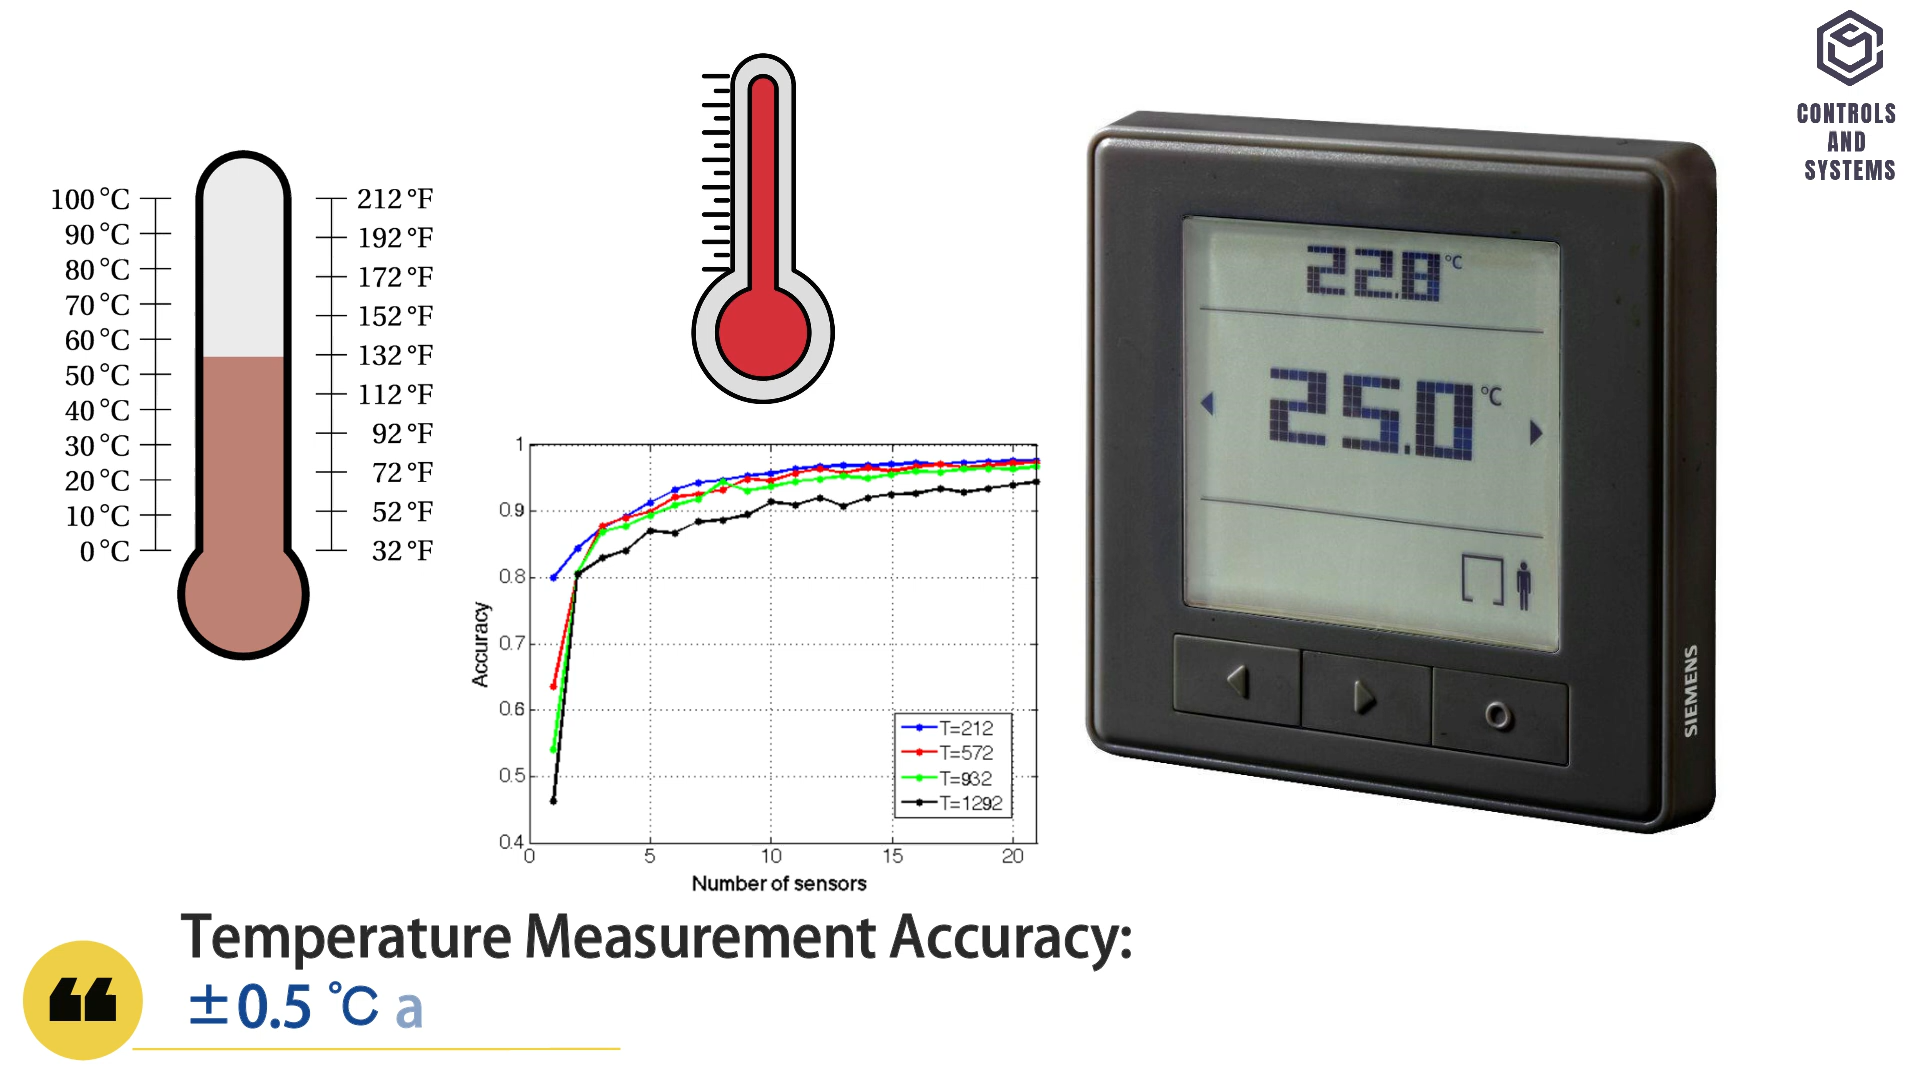 CONTROLS
AND
SYSTEMS
100 °C
90 °C
80 °C
70 °C
60 °C
50 °C
40 °C
30 °C
20 °C
10 °C
0 °C
212 °F
192 °F
172 °F
152 °F
132 °F
112 °F
92 °F
72 °F
52 °F
32 °F
1
0.9
0.8
0.7
0.6
0.5
0.4
0
5
10
15
20
Accuracy
Number of sensors
T=212
T=572
T=932
T=1292
22.8 °C
25.0 °C
SIEMENS
Temperature Measurement Accuracy:
±0.5 ℃ a